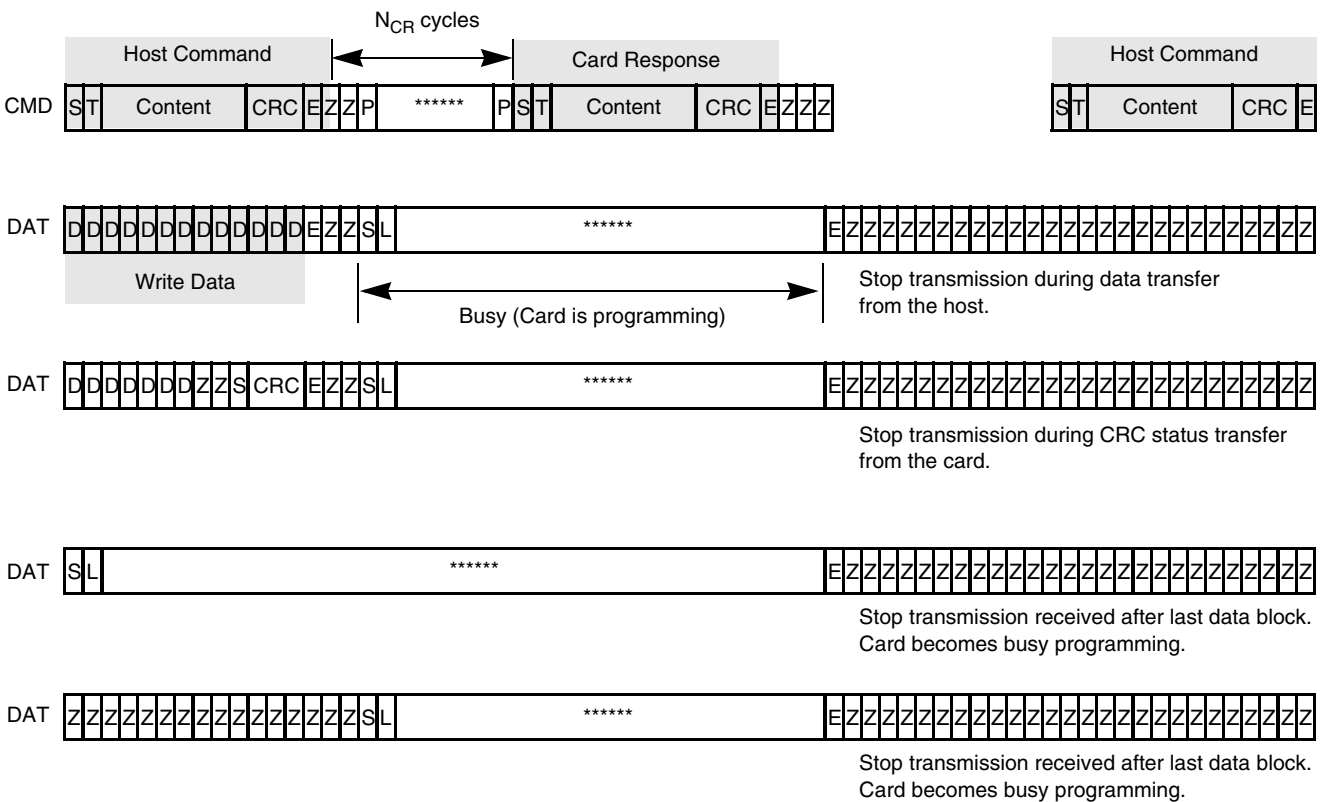 N_CR cycles
Host Command
Card Response
Host Command
CMD S T Content CRC E Z Z P ****** P S T Content CRC E Z Z Z S T Content CRC E
DAT D D D D D D D D D D D D D E Z Z S L ****** E Z Z Z Z Z Z Z Z Z Z Z Z Z Z Z Z Z Z Z Z Z Z Z Z Z Z
Write Data
Busy (Card is programming)
Stop transmission during data transfer
from the host.
DAT D D D D D D D Z Z S CRC E Z Z S L ****** E Z Z Z Z Z Z Z Z Z Z Z Z Z Z Z Z Z Z Z Z Z Z Z Z Z Z
Stop transmission during CRC status transfer
from the card.
DAT S L ****** E Z Z Z Z Z Z Z Z Z Z Z Z Z Z Z Z Z Z Z Z Z Z Z Z Z Z
Stop transmission received after last data block.
Card becomes busy programming.
DAT Z Z Z Z Z Z Z Z Z Z Z Z Z Z Z Z S L ****** E Z Z Z Z Z Z Z Z Z Z Z Z Z Z Z Z Z Z Z Z Z Z Z Z Z Z
Stop transmission received after last data block.
Card becomes busy programming.